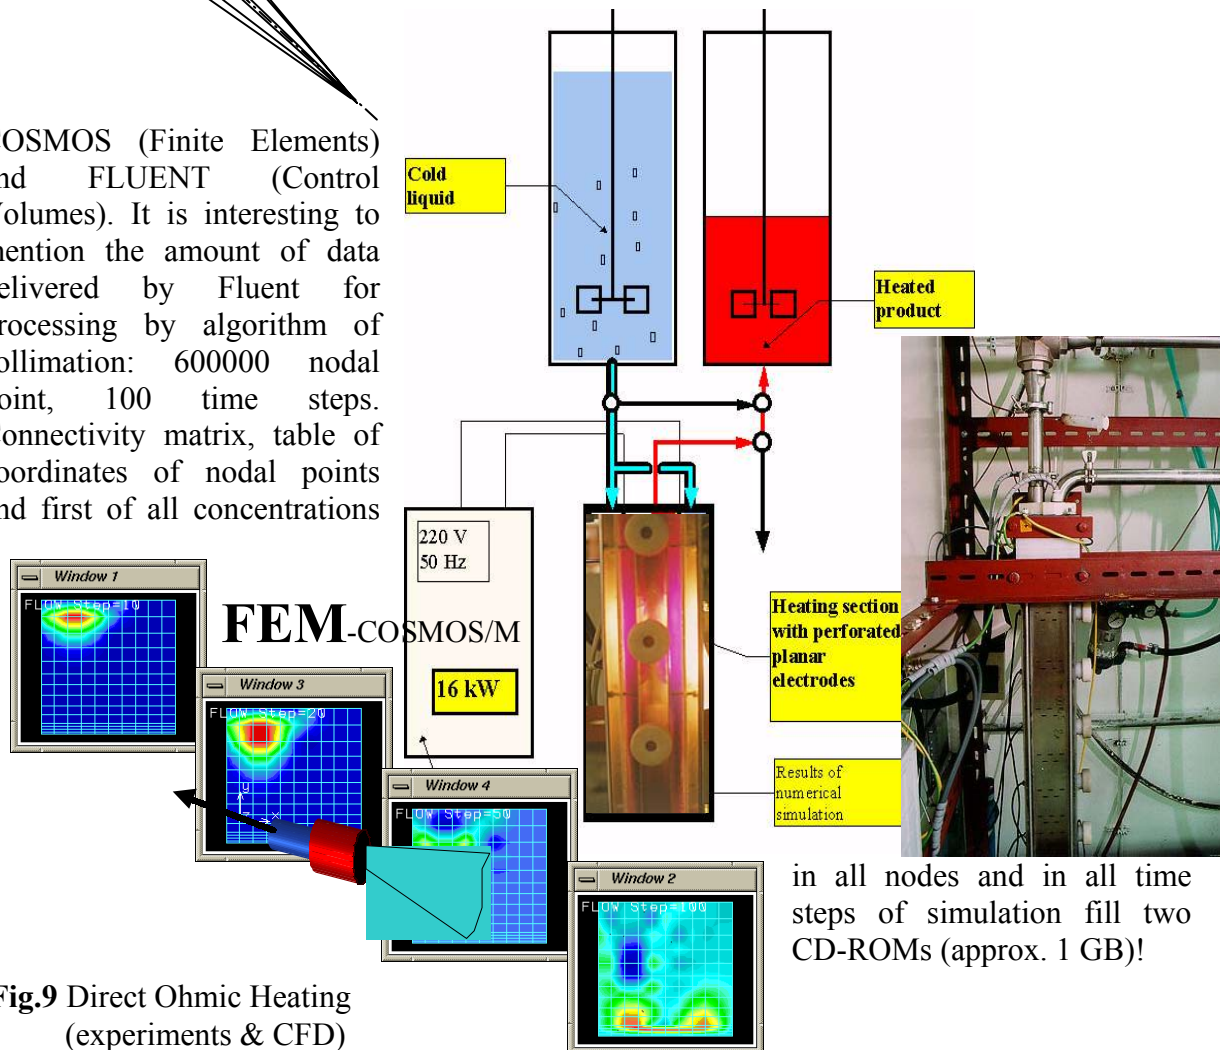 COSMOS (Finite Elements)
and FLUENT (Control
Volumes). It is interesting to
mention the amount of data
delivered by Fluent for
processing by algorithm of
collimation: 600000 nodal
point, 100 time steps.
Connectivity matrix, table of
coordinates of nodal points
and first of all concentrations
Cold
liquid
Heated
product
220 V
50 Hz
16 kW
Heating section
with perforated
planar
electrodes
Results of
numerical
simulation
FEM-COSMOS/M
Window 1
FLOW Step=10
Window 3
FLOW Step=20
y
x
Window 4
FLOW Step=50
Window 2
FLOW Step=100
in all nodes and in all time
steps of simulation fill two
CD-ROMs (approx. 1 GB)!
Fig.9 Direct Ohmic Heating
(experiments & CFD)